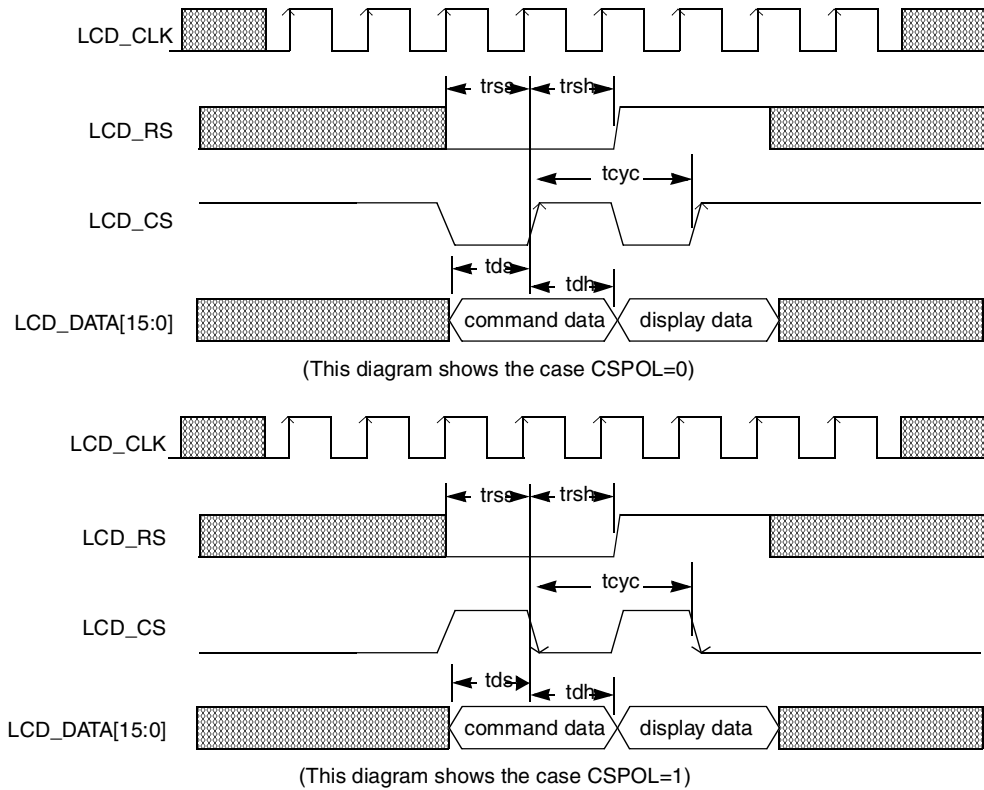 LCD_CLK
trss trsh
LCD_RS
tcyc
LCD_CS
tds tdh
LCD_DATA[15:0] command data display data
(This diagram shows the case CSPOL=0)
LCD_CLK
trss trsh
LCD_RS
tcyc
LCD_CS
tds tdh
LCD_DATA[15:0] command data display data
(This diagram shows the case CSPOL=1)